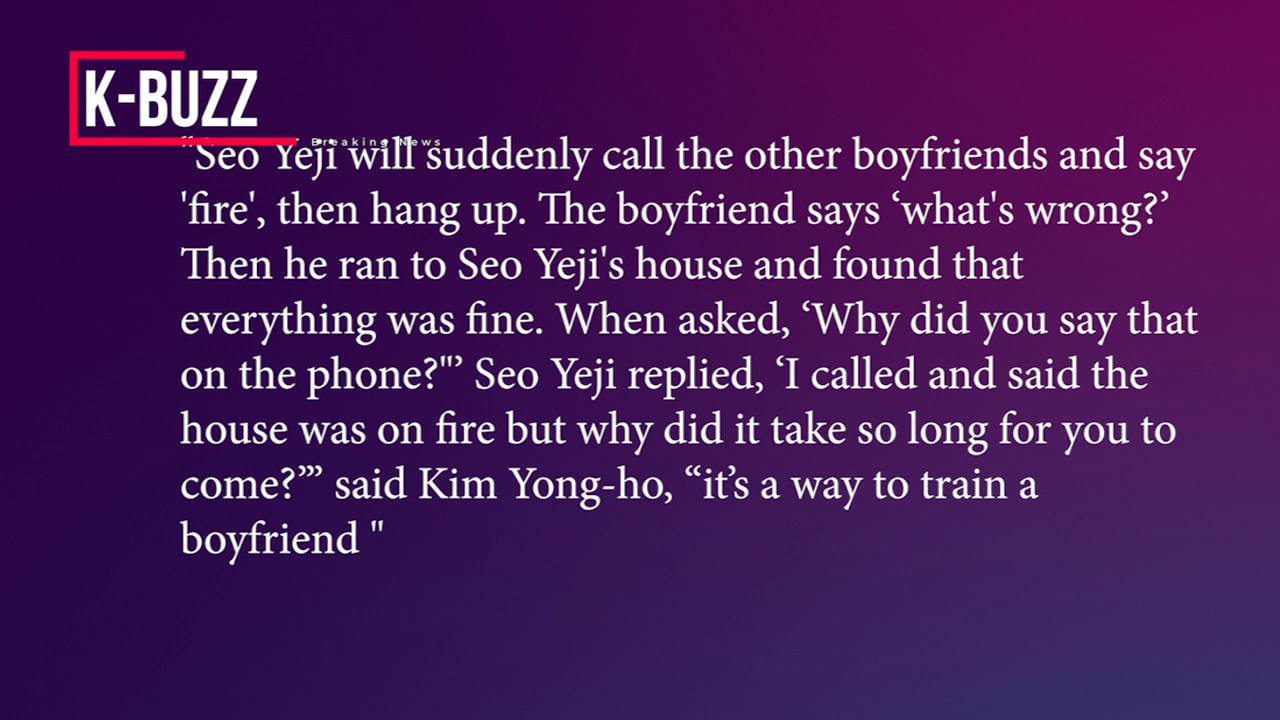 K-BUZZ
Breaking News
“Seo Yeji will suddenly call the other boyfriends and say
'fire', then hang up. The boyfriend says ‘what's wrong?’
Then he ran to Seo Yeji's house and found that
everything was fine. When asked, ‘Why did you say that
on the phone?"’ Seo Yeji replied, ‘I called and said the
house was on fire but why did it take so long for you to
come?’” said Kim Yong-ho, “it’s a way to train a
boyfriend "